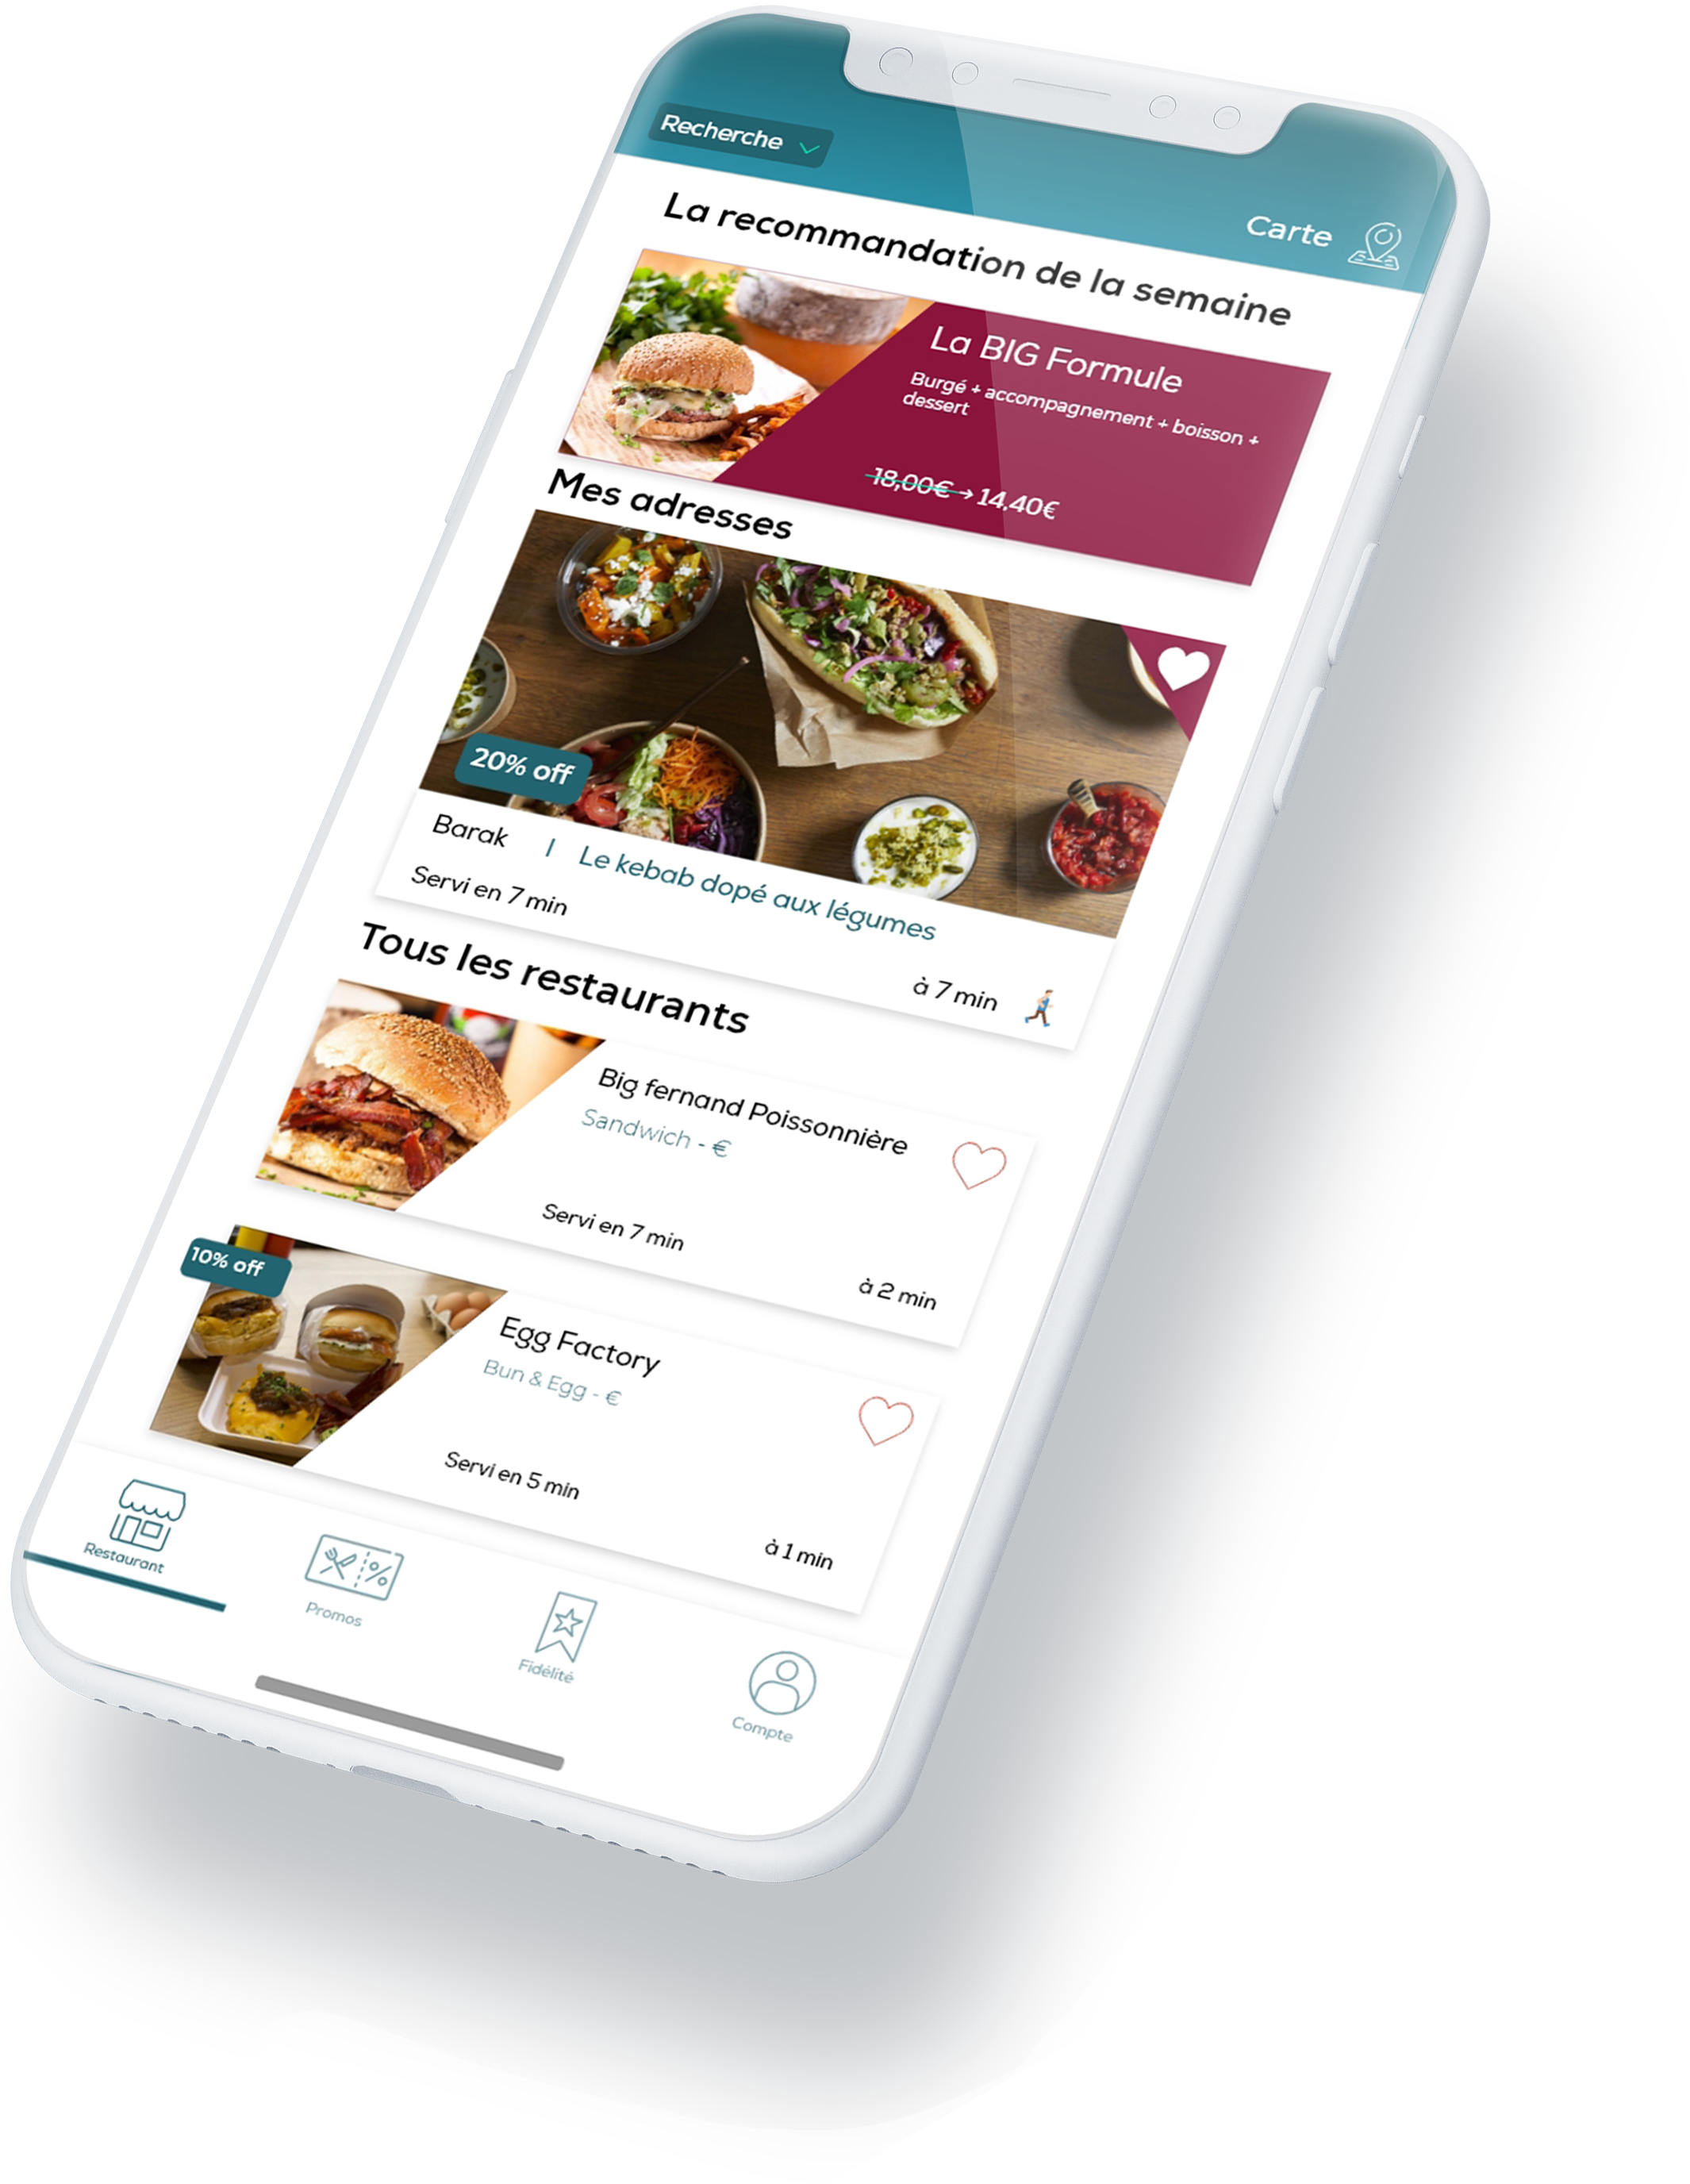 Recherche
Carte
La recommandation de la semaine
La BIG Formule
Burgé + accompagnement + boisson +
dessert
18,00€ → 14,40€
Mes adresses
20% off
Barak | Le kebab dopé aux légumes
Servi en 7 min
à 7 min
Tous les restaurants
Big fernand Poissonnière
Sandwich - €
Servi en 7 min
à 2 min
10% off
Egg Factory
Bun & Egg - €
Servi en 5 min
à 1 min
Restaurant
Promos
Fidélité
Compte